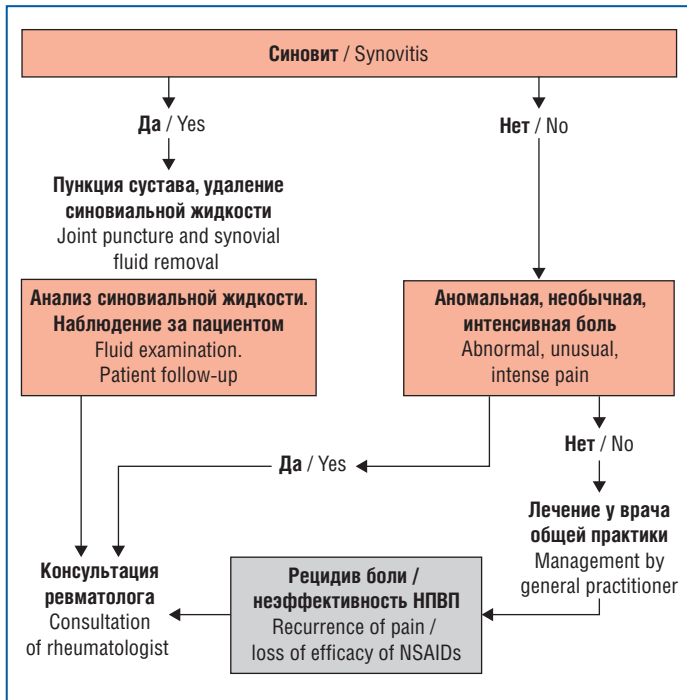 Синовит / Synovitis
Да / Yes
Нет / No
Пункция сустава, удаление
синовиальной жидкости
Joint puncture and synovial
fluid removal
Анализ синовиальной жидкости.
Наблюдение за пациентом
Fluid examination.
Patient follow-up
Аномальная, необычная,
интенсивная боль
Abnormal, unusual,
intense pain
Да / Yes
Нет / No
Лечение у врача
общей практики
Management by
general practitioner
Рецидив боли /
неэффективность НПВП
Recurrence of pain /
loss of efficacy of NSAIDs
Консультация
ревматолога
Consultation
of rheumatologist